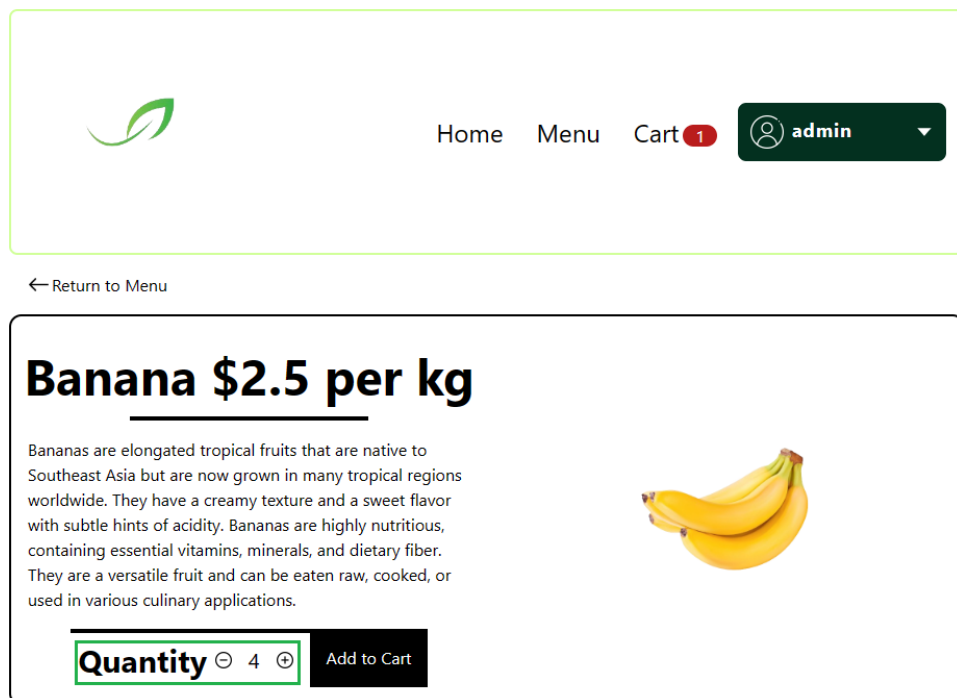 Home Menu Cart 1 admin
Return to Menu
Banana $2.5 per kg
Bananas are elongated tropical fruits that are native to
Southeast Asia but are now grown in many tropical regions
worldwide. They have a creamy texture and a sweet flavor
with subtle hints of acidity. Bananas are highly nutritious,
containing essential vitamins, minerals, and dietary fiber.
They are a versatile fruit and can be eaten raw, cooked, or
used in various culinary applications.
Quantity 4 Add to Cart